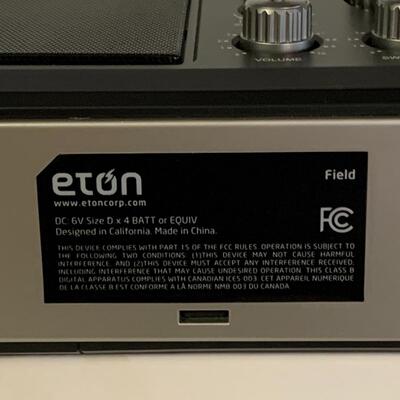 VOLUME SW
etón Field
www.etoncorp.com
DC: 6V Size D x 4 BATT or EQUIV
Designed in California. Made in China.
FC
THIS DEVICE COMPLIES WITH PART 15 OF THE FCC RULES. OPERATION IS SUBJECT TO
THE FOLLOWING TWO CONDITIONS (1)THIS DEVICE MAY NOT CAUSE HARMFUL
INTERFERENCE, AND (2)THIS DEVICE MUST ACCEPT ANY INTERFERENCE RECEIVED,
INCLUDING INTERFERENCE THAT MAY CAUSE UNDESIRED OPERATION. THIS CLASS B
DIGITAL APPARATUS COMPLIES WITH CANADIAN ICES 003. CET APPAREIL NUMERIQUE
DE LA CLASSE B EST CONFORME A LÀ NORME NMB 003 DU CANADA